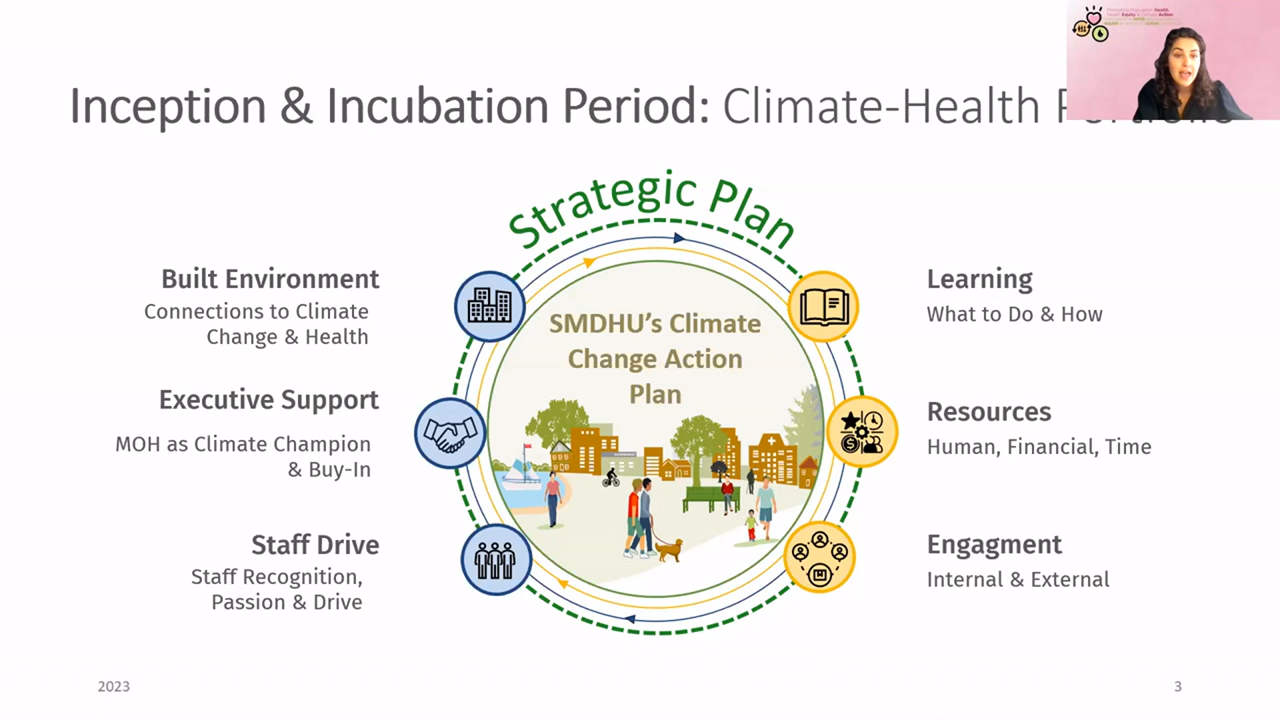 Inception & Incubation Period: Climate-Health
Strategic Plan
SMDHU's Climate
Change Action
Plan
Built Environment
Connections to Climate
Change & Health
Executive Support
MOH as Climate Champion
& Buy-In
Staff Drive
Staff Recognition,
Passion & Drive
Learning
What to Do & How
Resources
Human, Financial, Time
Engagment
Internal & External
2023
3